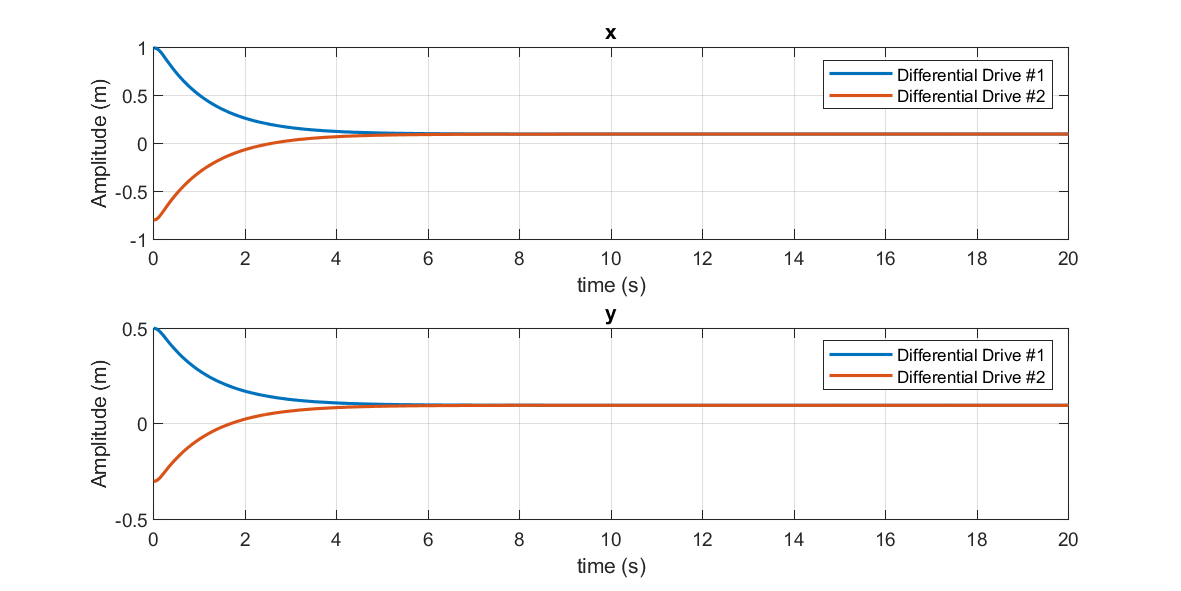 x
1
0.5
0
-0.5
-1
Amplitude (m)
Differential Drive #1
Differential Drive #2
0 2 4 6 8 10 12 14 16 18 20
time (s)
y
0.5
0
-0.5
Amplitude (m)
Differential Drive #1
Differential Drive #2
0 2 4 6 8 10 12 14 16 18 20
time (s)